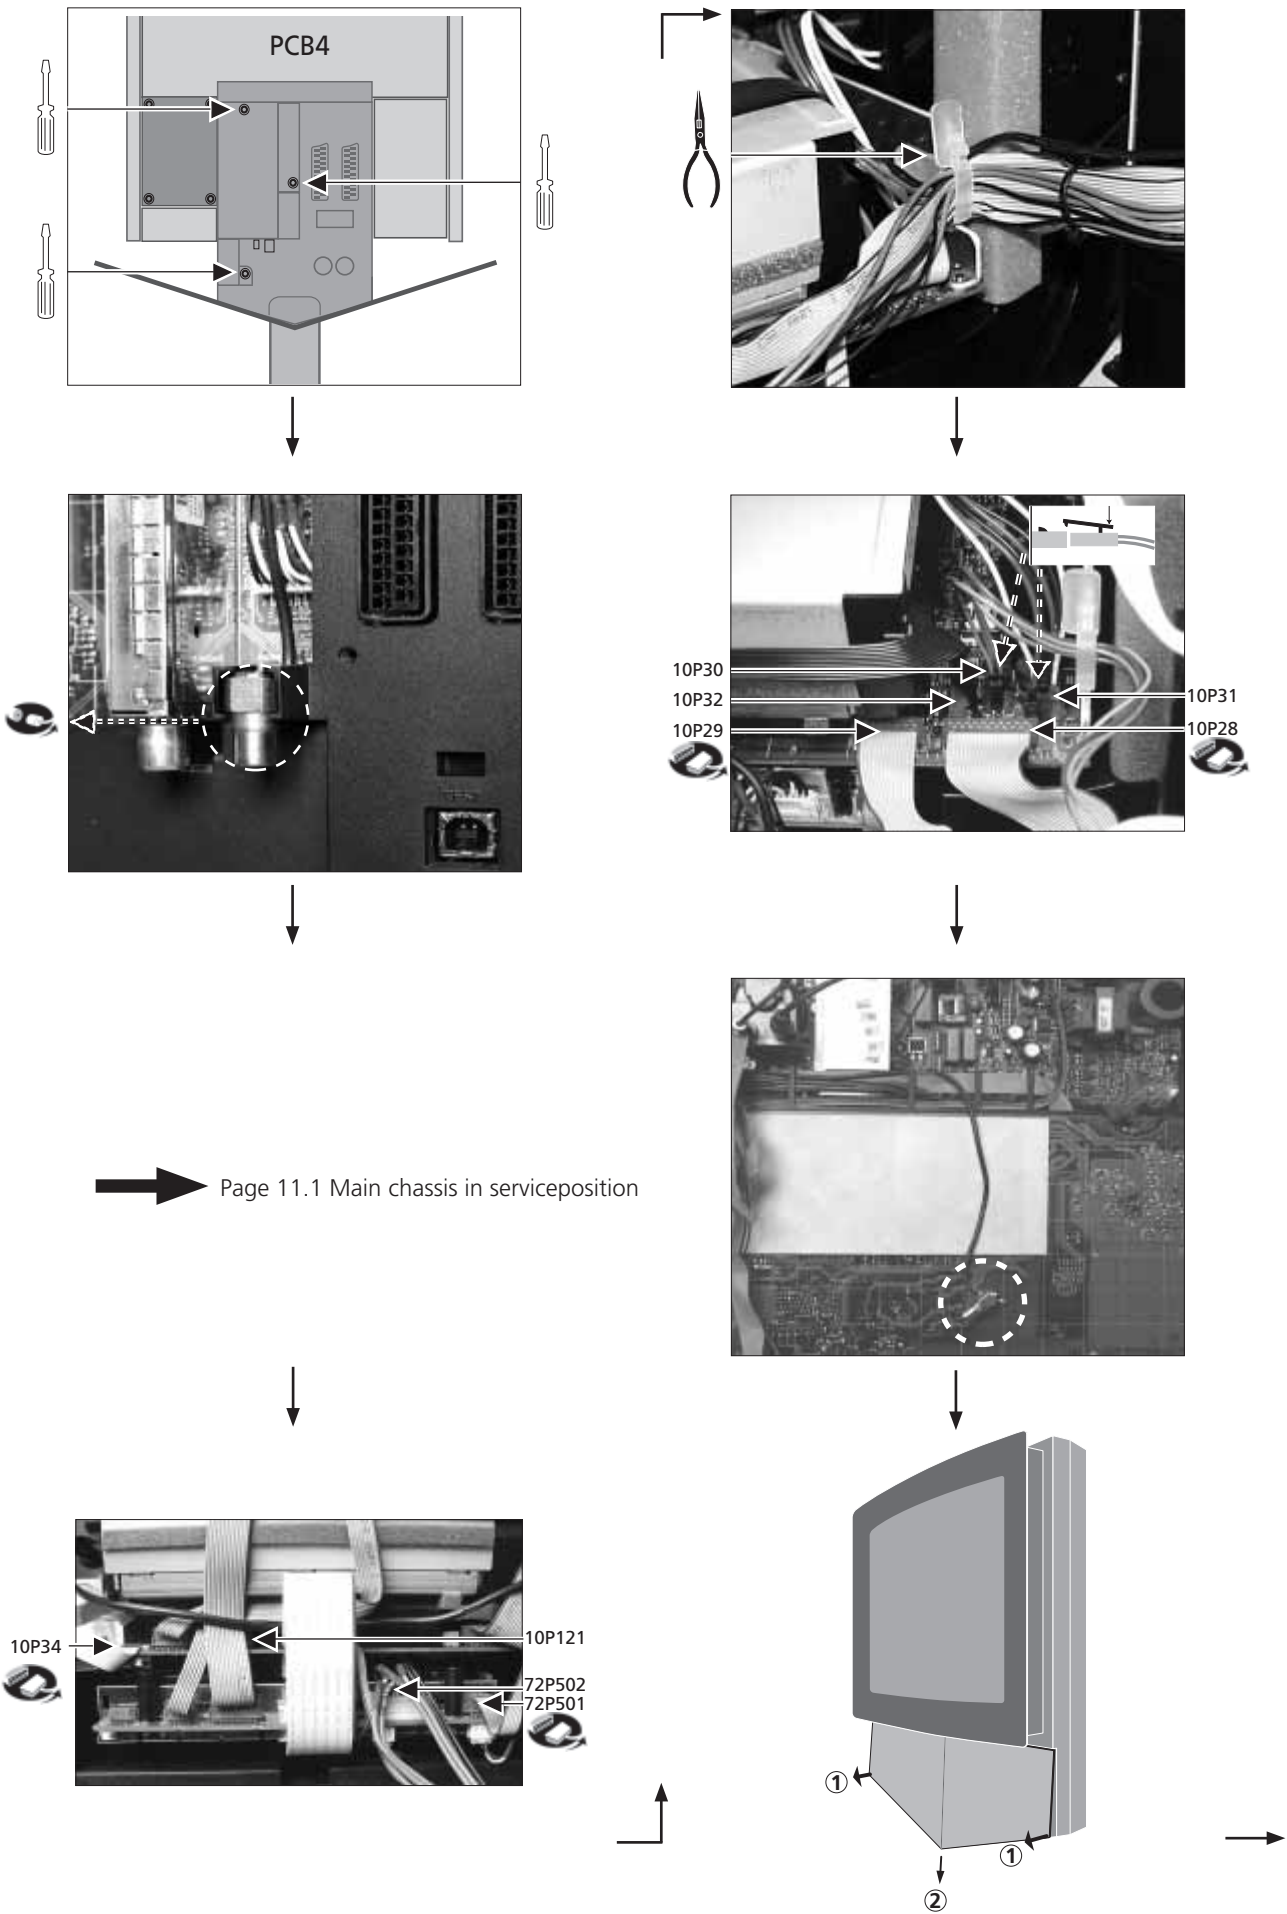 PCB4
Page 11.1 Main chassis in serviceposition
10P34
10P121
72P502
72P501
10P30
10P32
10P29
10P31
10P28
①
①
②